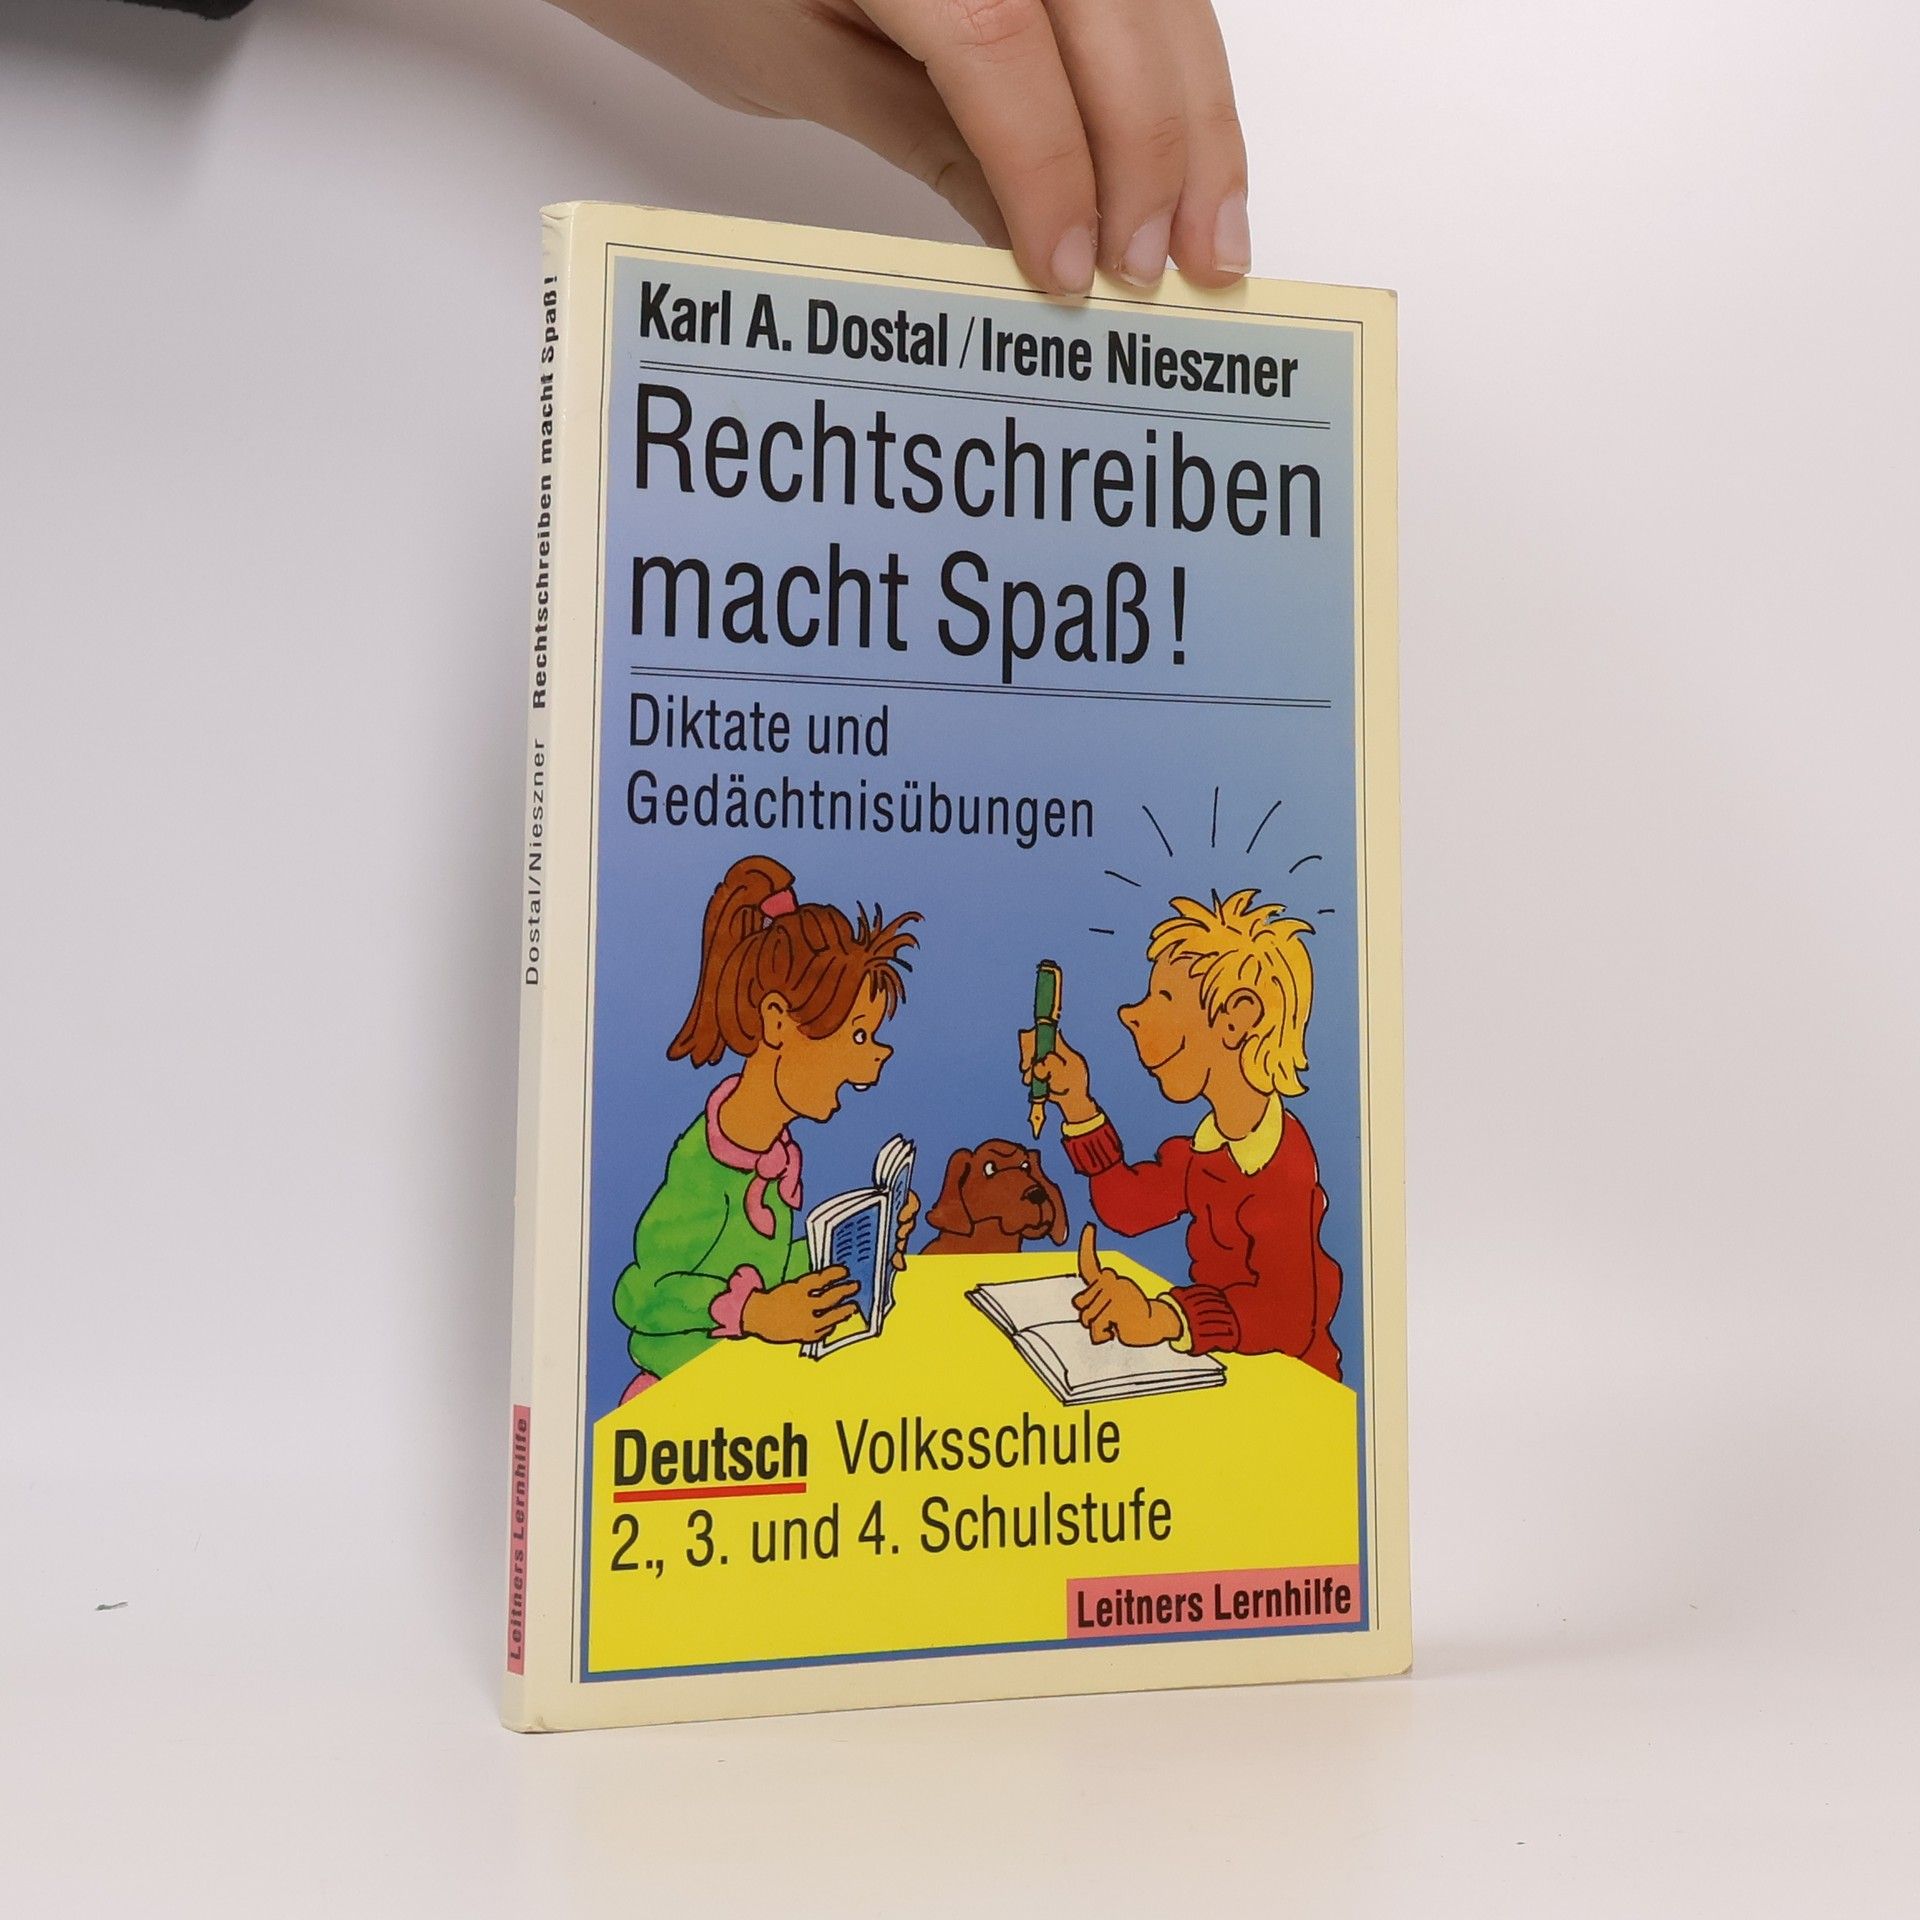 Karl A. Dostal / Irene Nieszner
Rechtschreiben
macht Spaß!
Diktate und
Gedächtnisübungen
Deutsch Volksschule
2., 3. und 4. Schulstufe
Leitners Lernhilfe
Dostal/Nieszner Rechtschreiben macht Spaß!
Leitners Lernhilfe